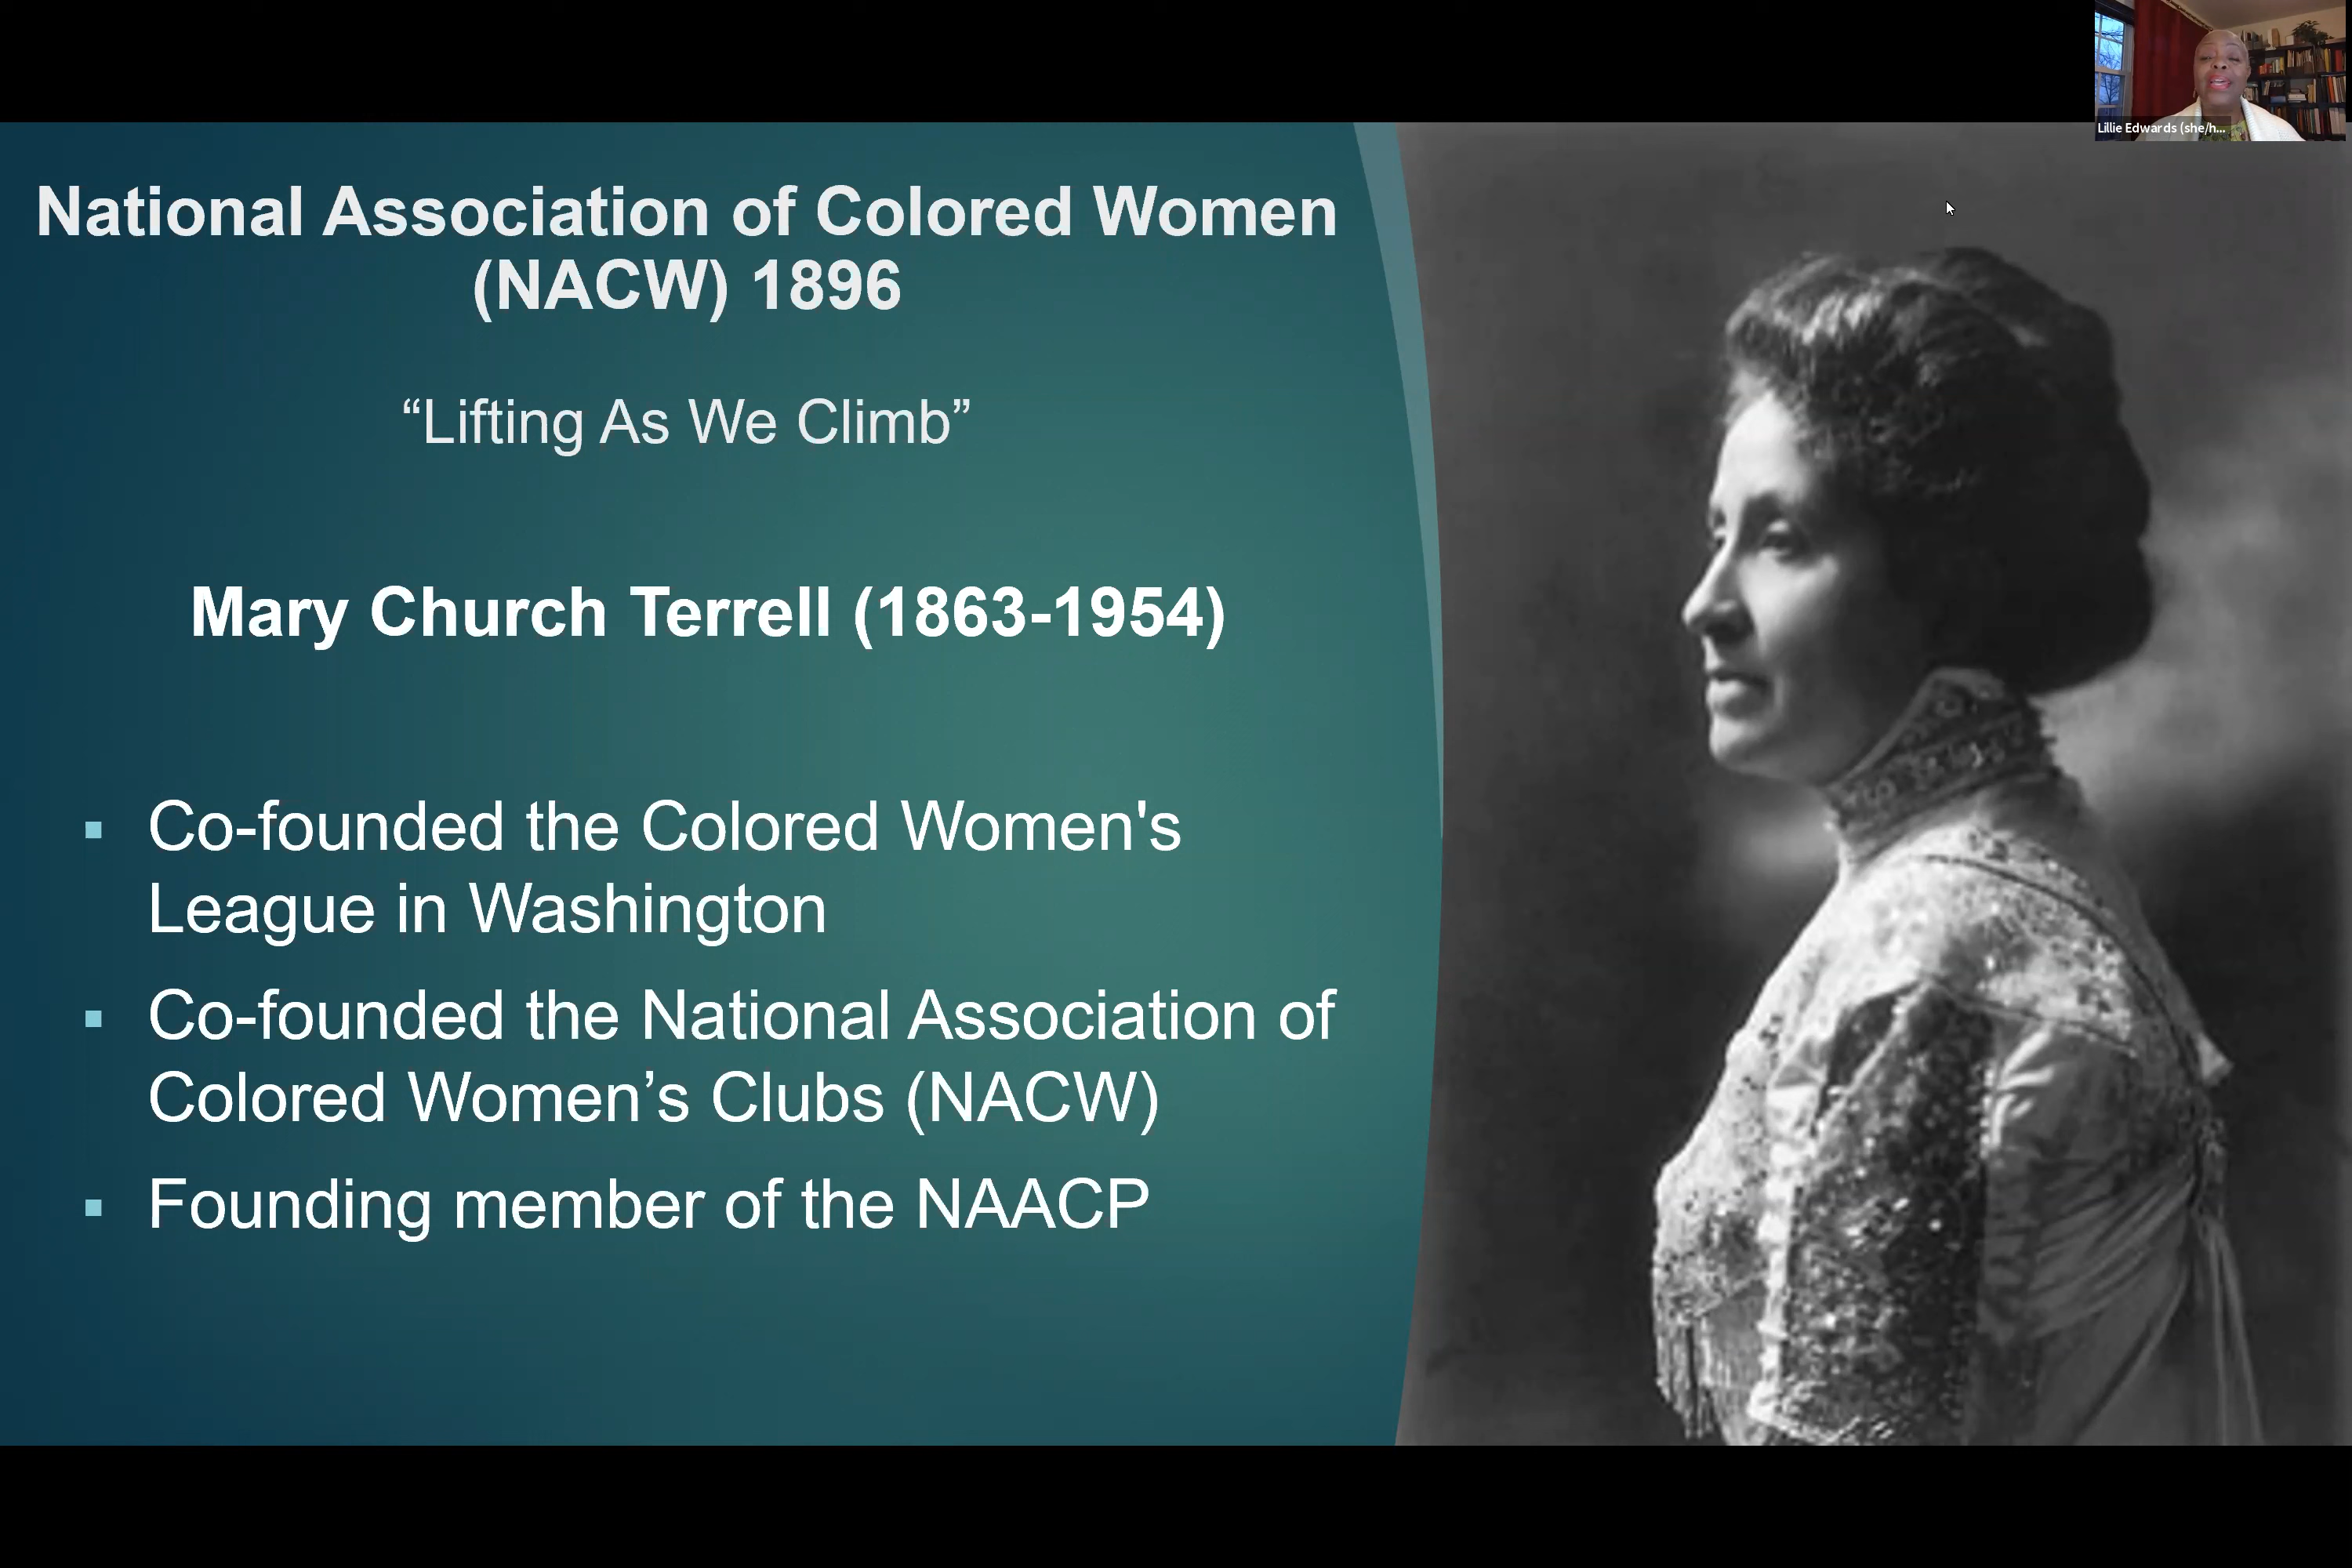 Lillie Edwards (she/h...
National Association of Colored Women
(NACW) 1896
“Lifting As We Climb”
Mary Church Terrell (1863-1954)
▪ Co-founded the Colored Women's
League in Washington
▪ Co-founded the National Association of
Colored Women’s Clubs (NACW)
▪ Founding member of the NAACP